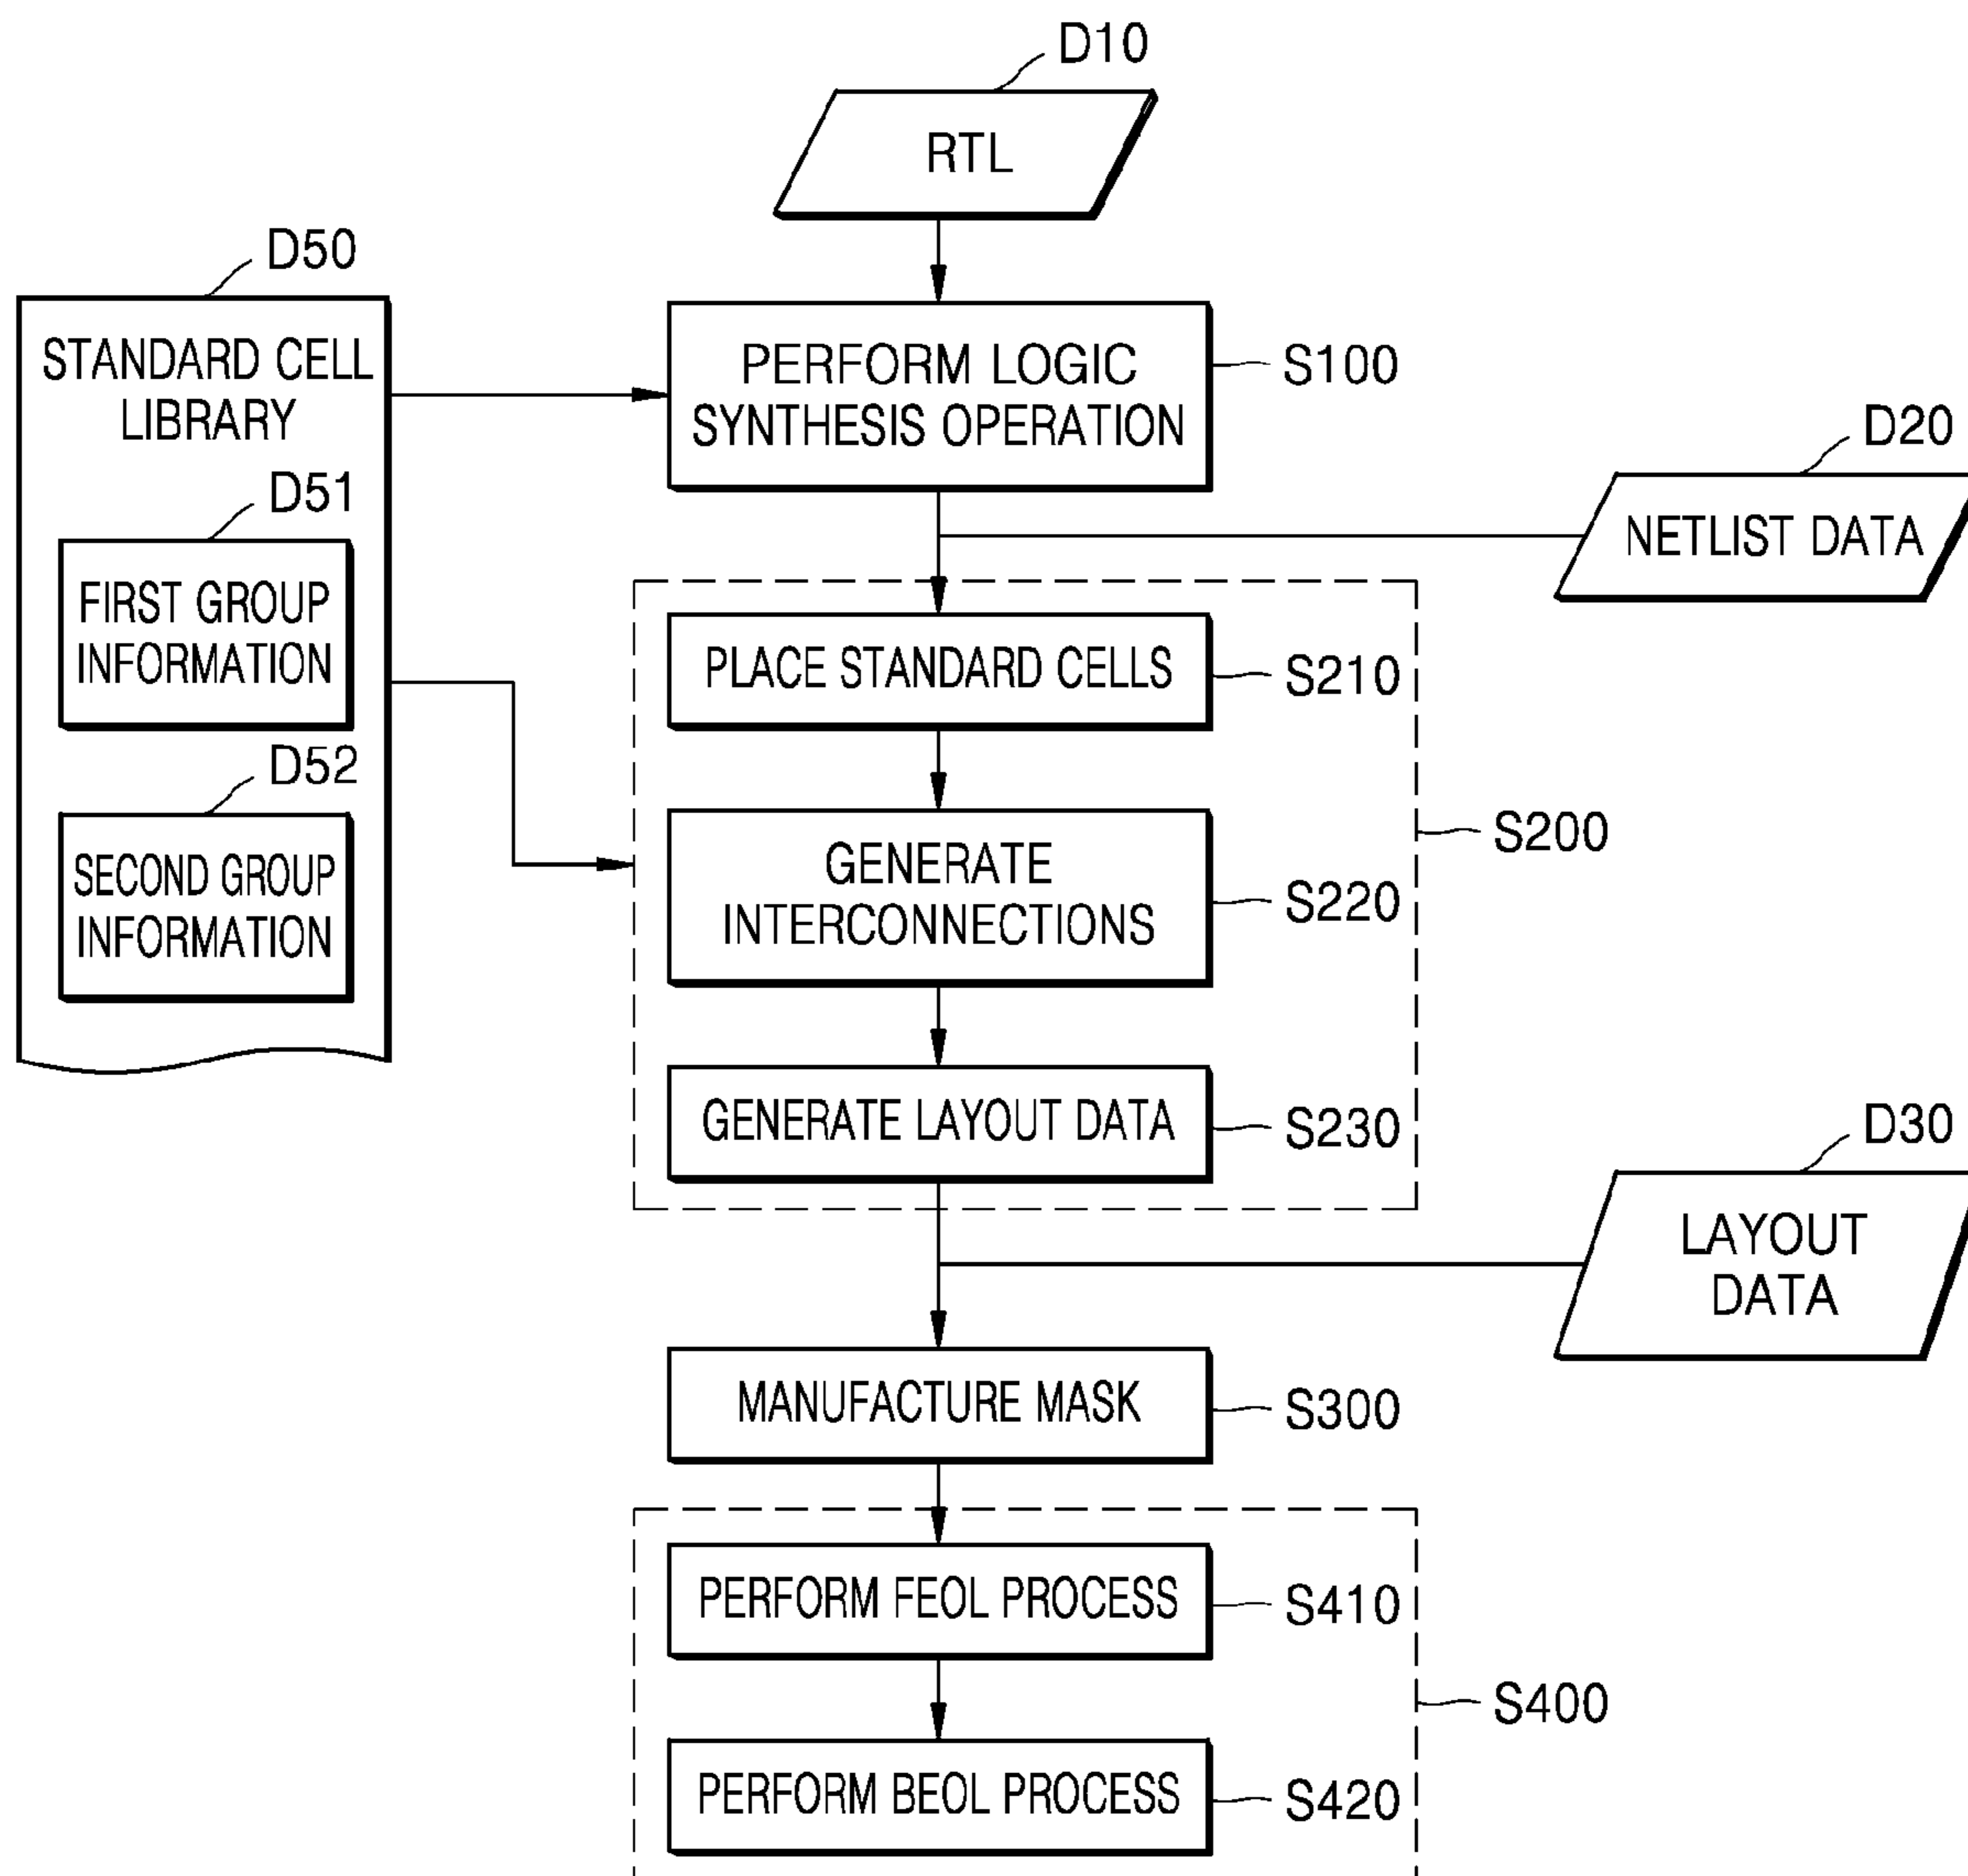 D10
RTL
D50
STANDARD CELL
LIBRARY
D51
FIRST GROUP
INFORMATION
D52
SECOND GROUP
INFORMATION
PERFORM LOGIC
SYNTHESIS OPERATION
S100
D20
NETLIST DATA
PLACE STANDARD CELLS
S210
GENERATE
INTERCONNECTIONS
S220
S200
GENERATE LAYOUT DATA
S230
D30
LAYOUT
DATA
MANUFACTURE MASK
S300
PERFORM FEOL PROCESS
S410
S400
PERFORM BEOL PROCESS
S420